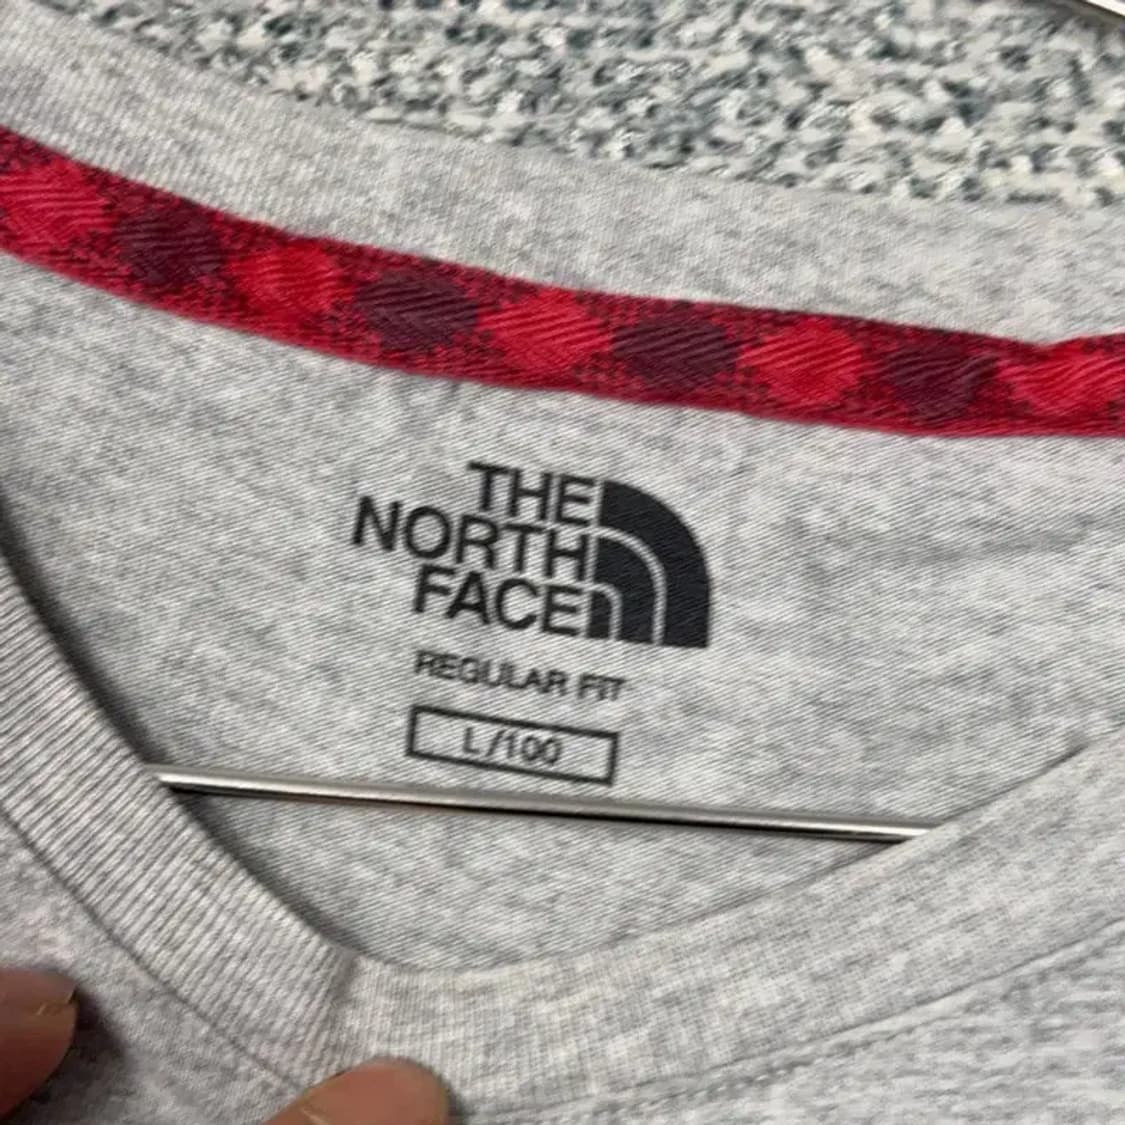 THE
NORTH
FACE
REGULAR FIT
L/100